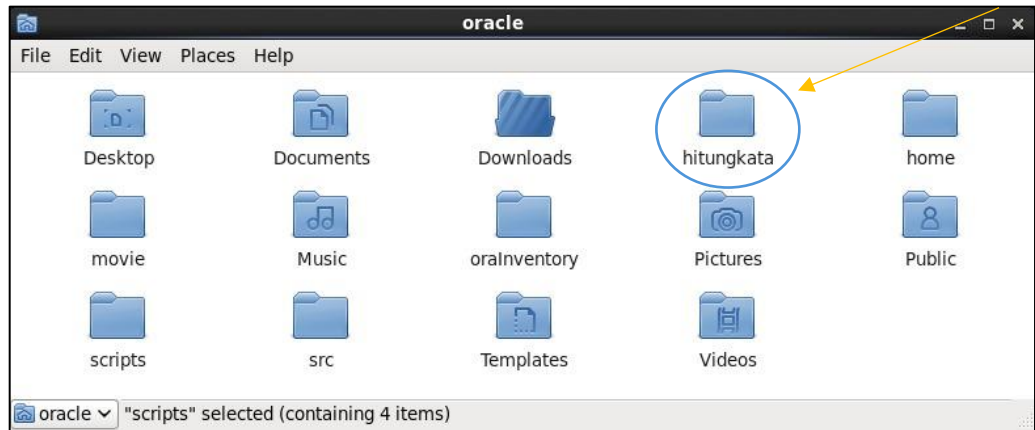 oracle
File Edit View Places Help
Desktop Documents Downloads hitungkata home
movie Music oraInventory Pictures Public
scripts src Templates Videos
oracle "scripts" selected (containing 4 items)